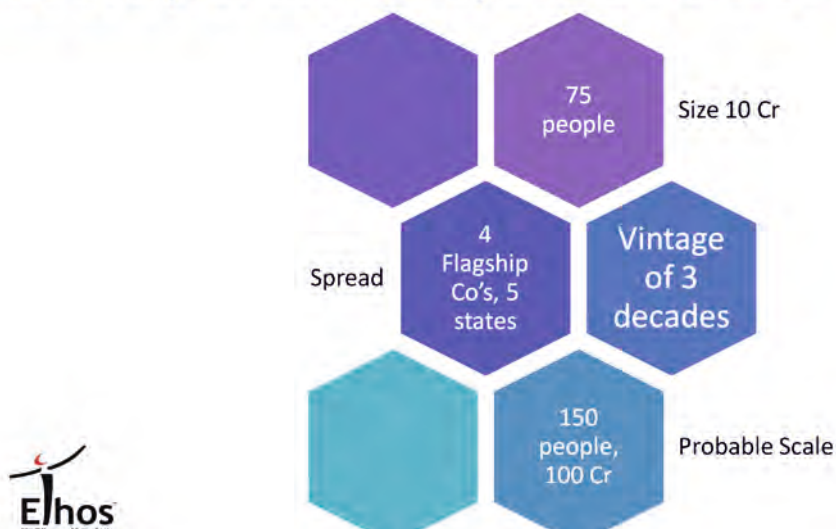 75
people
Size 10 Cr
Spread
4
Flagship
Co's, 5
states
Vintage
of 3
decades
150
people,
100 Cr
Probable Scale
Ethos